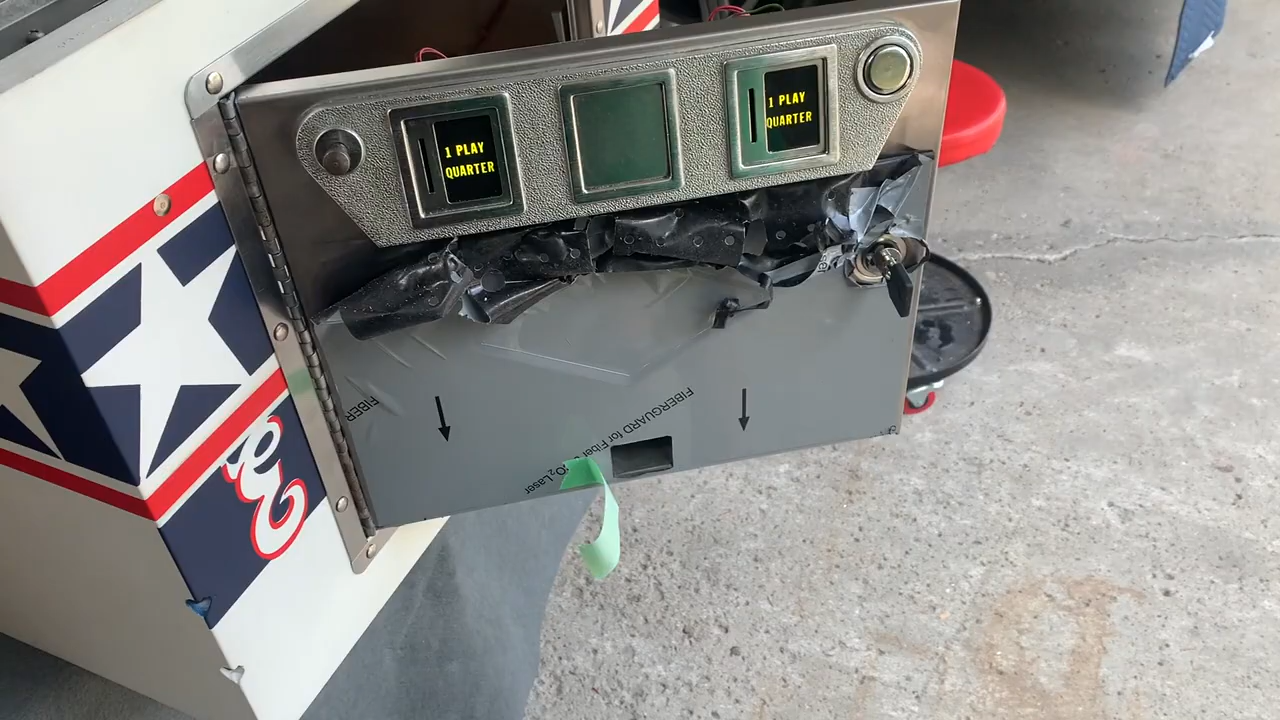 1 PLAY
QUARTER
1 PLAY
QUARTER
FIBER
FIBERGUARD for Fiber
CO₂ Laser